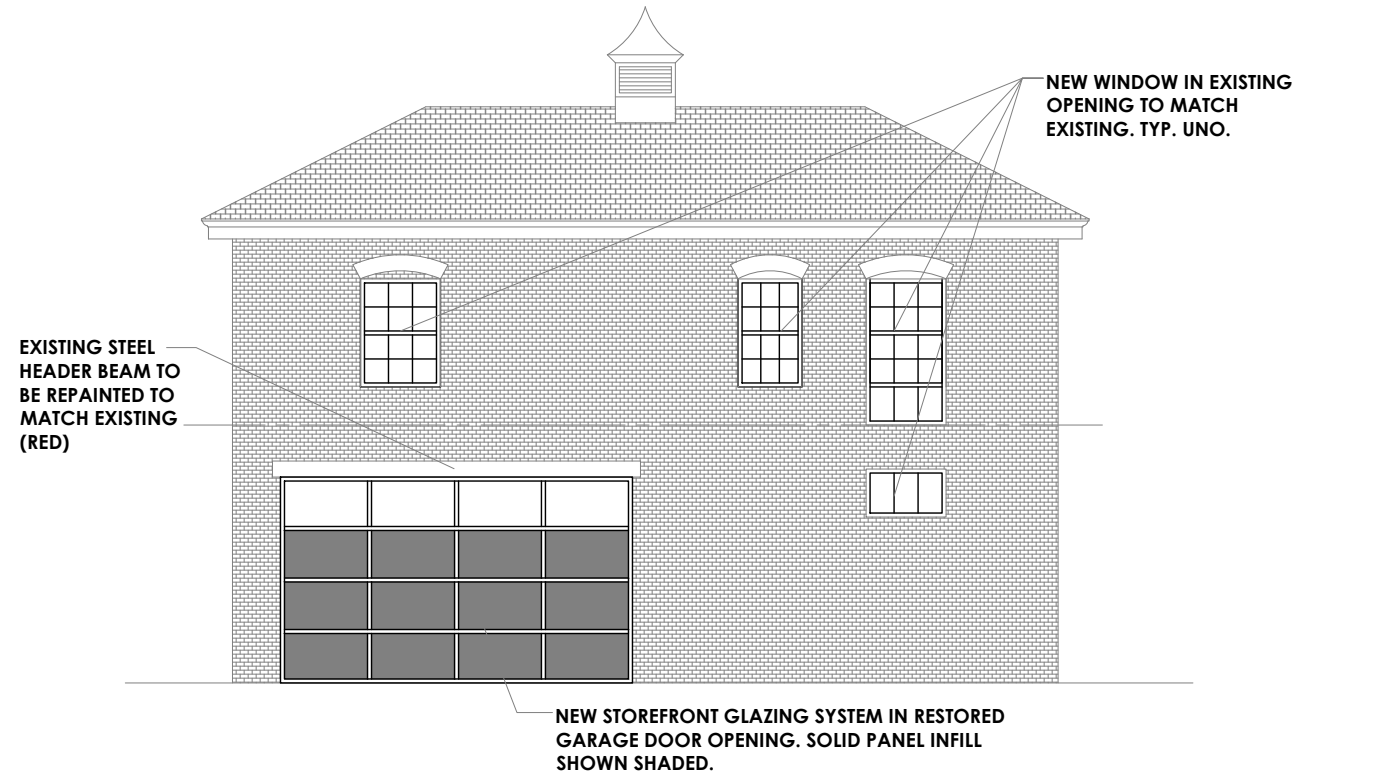 NEW WINDOW IN EXISTING
OPENING TO MATCH
EXISTING. TYP. UNO.
EXISTING STEEL
HEADER BEAM TO
BE REPAINTED TO
MATCH EXISTING
(RED)
NEW STOREFRONT GLAZING SYSTEM IN RESTORED
GARAGE DOOR OPENING. SOLID PANEL INFILL
SHOWN SHADED.